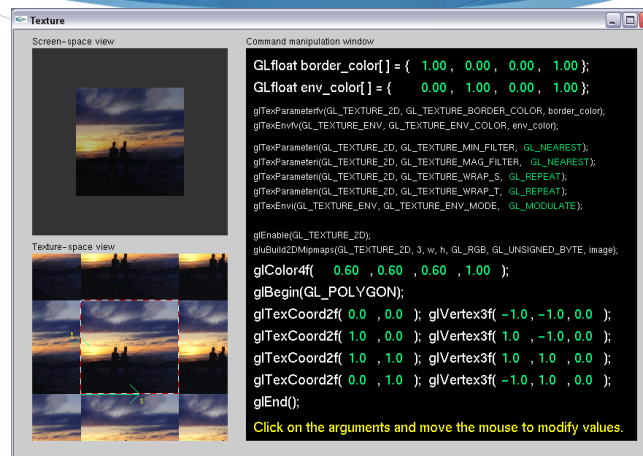 Texture
Screen-space view
Command manipulation window
GLfloat border_color[ ] = { 1.00 , 0.00 , 0.00 , 1.00 };
GLfloat env_color[ ] = { 0.00 , 1.00 , 0.00 , 1.00 };
glTexParameterfv(GL_TEXTURE_2D, GL_TEXTURE_BORDER_COLOR, border_color);
glTexEnvfv(GL_TEXTURE_ENV, GL_TEXTURE_ENV_COLOR, env_color);
glTexParameteri(GL_TEXTURE_2D, GL_TEXTURE_MIN_FILTER, GL_NEAREST);
glTexParameteri(GL_TEXTURE_2D, GL_TEXTURE_MAG_FILTER, GL_NEAREST);
glTexParameteri(GL_TEXTURE_2D, GL_TEXTURE_WRAP_S, GL_REPEAT);
glTexParameteri(GL_TEXTURE_2D, GL_TEXTURE_WRAP_T, GL_REPEAT);
glTexEnvi(GL_TEXTURE_ENV, GL_TEXTURE_ENV_MODE, GL_MODULATE);
glEnable(GL_TEXTURE_2D);
gluBuild2DMipmaps(GL_TEXTURE_2D, 3, w, h, GL_RGB, GL_UNSIGNED_BYTE, image);
glColor4f( 0.60 , 0.60 , 0.60 , 1.00 );
glBegin(GL_POLYGON);
glTexCoord2f( 0.0 , 0.0 ); glVertex3f( -1.0 , -1.0 , 0.0 );
glTexCoord2f( 1.0 , 0.0 ); glVertex3f( 1.0 , -1.0 , 0.0 );
glTexCoord2f( 1.0 , 1.0 ); glVertex3f( 1.0 , 1.0 , 0.0 );
glTexCoord2f( 0.0 , 1.0 ); glVertex3f( -1.0 , 1.0 , 0.0 );
glEnd();
Click on the arguments and move the mouse to modify values.
Texture-space view
t
s